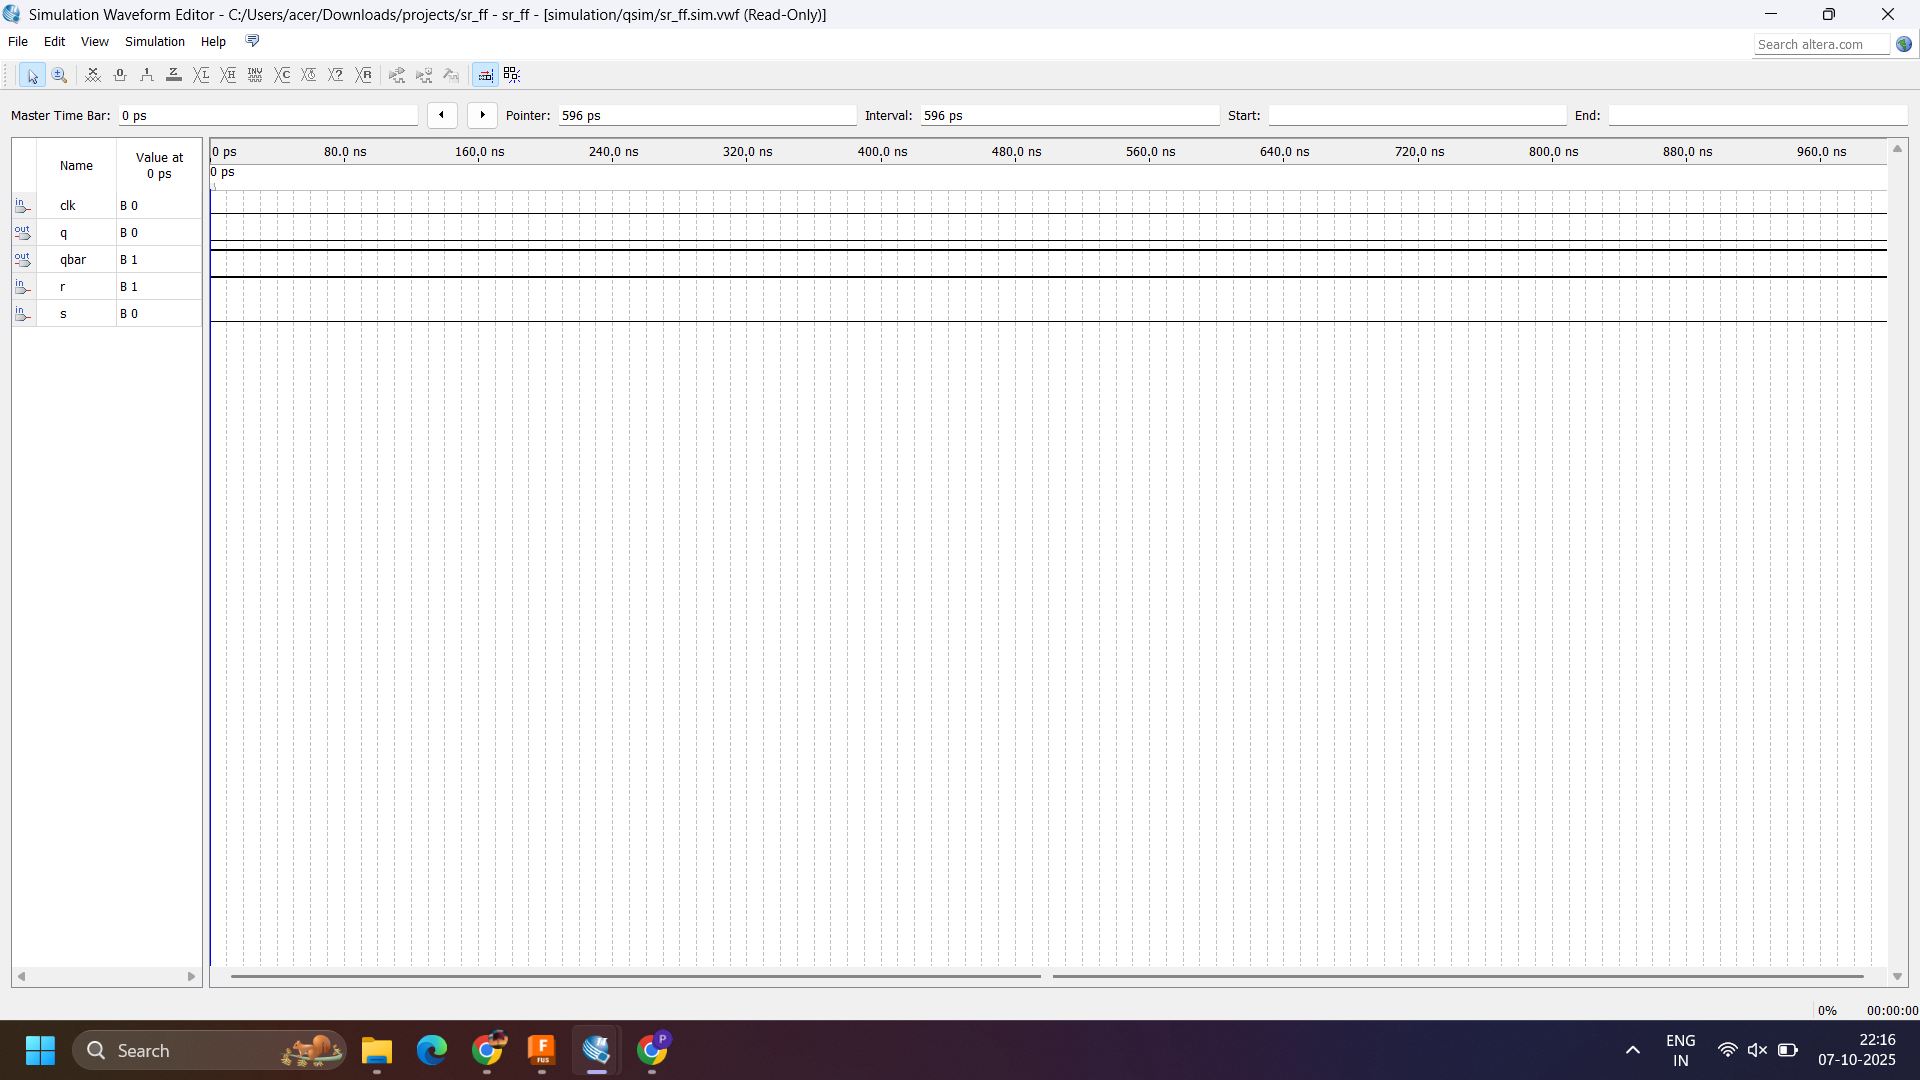 Simulation Waveform Editor - C:/Users/acer/Downloads/projects/sr_ff - sr_ff - [simulation/qsim/sr_ff.sim.vwf (Read-Only)]
File Edit View Simulation Help
Search altera.com
Master Time Bar: 0 ps Pointer: 596 ps Interval: 596 ps Start: End:
Name Value at 0 ps
0 ps 80.0 ns 160.0 ns 240.0 ns 320.0 ns 400.0 ns 480.0 ns 560.0 ns 640.0 ns 720.0 ns 800.0 ns 880.0 ns 960.0 ns
0 ps
in clk B 0
out q B 0
out qbar B 1
in r B 1
in s B 0
0% 00:00:00
Search
F
FUS
P
ENG
IN
22:16
07-10-2025